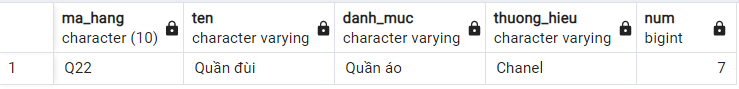 ma_hang ten danh_muc thuong_hieu num
character (10) character varying character varying character varying bigint
1 Q22 Quần đùi Quần áo Chanel 7